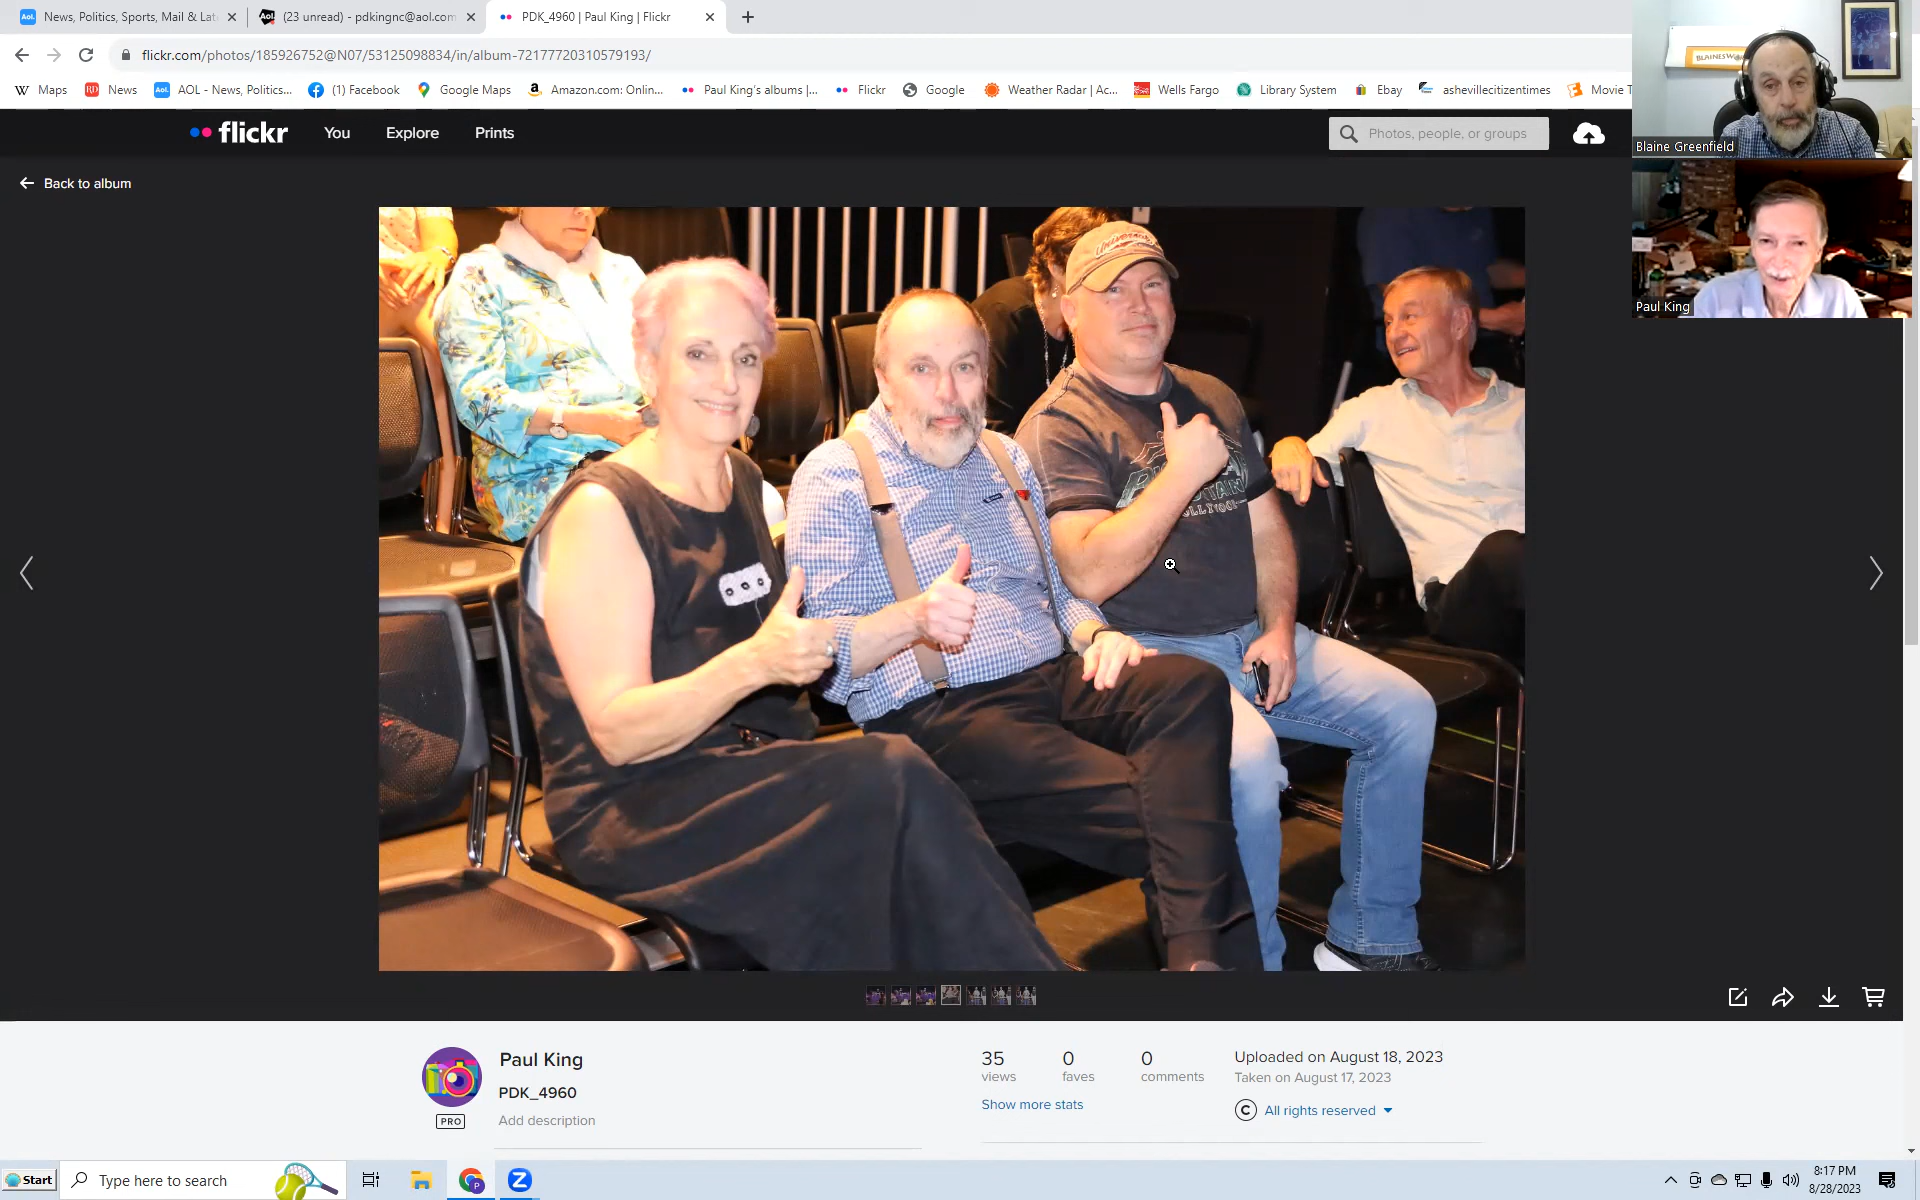 Aol. News, Politics, Sports, Mail & Lat
Aol. (23 unread) - pdkingnc@aol.com
PDK_4960 | Paul King | Flickr
flickr.com/photos/185926752@N07/53125098834/in/album-72177720310579193/
W Maps
RD News
Aol. AOL - News, Politics...
(1) Facebook
Google Maps
Amazon.com: Onlin...
Paul King's albums |...
Flickr
Google
Weather Radar | Ac...
Wells Fargo
Library System
Ebay
ashevillecitizentimes
Movie T
flickr
You
Explore
Prints
Photos, people, or groups
Blaine Greenfield
Paul King
Back to album
Paul King
PDK_4960
PRO
Add description
35
views
0
faves
0
comments
Show more stats
Uploaded on August 18, 2023
Taken on August 17, 2023
All rights reserved
Start
Type here to search
8:17 PM
8/28/2023